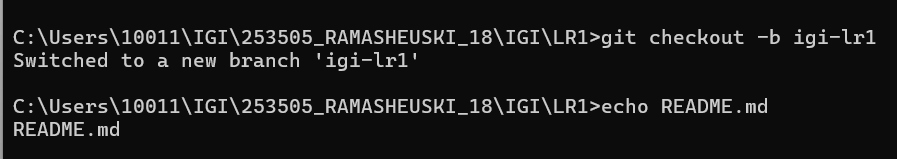 C:\Users\10011\IGI\253505_RAMASHEUSKI_18\IGI\LR1>git checkout -b igi-lr1
Switched to a new branch 'igi-lr1'
C:\Users\10011\IGI\253505_RAMASHEUSKI_18\IGI\LR1>echo README.md
README.md